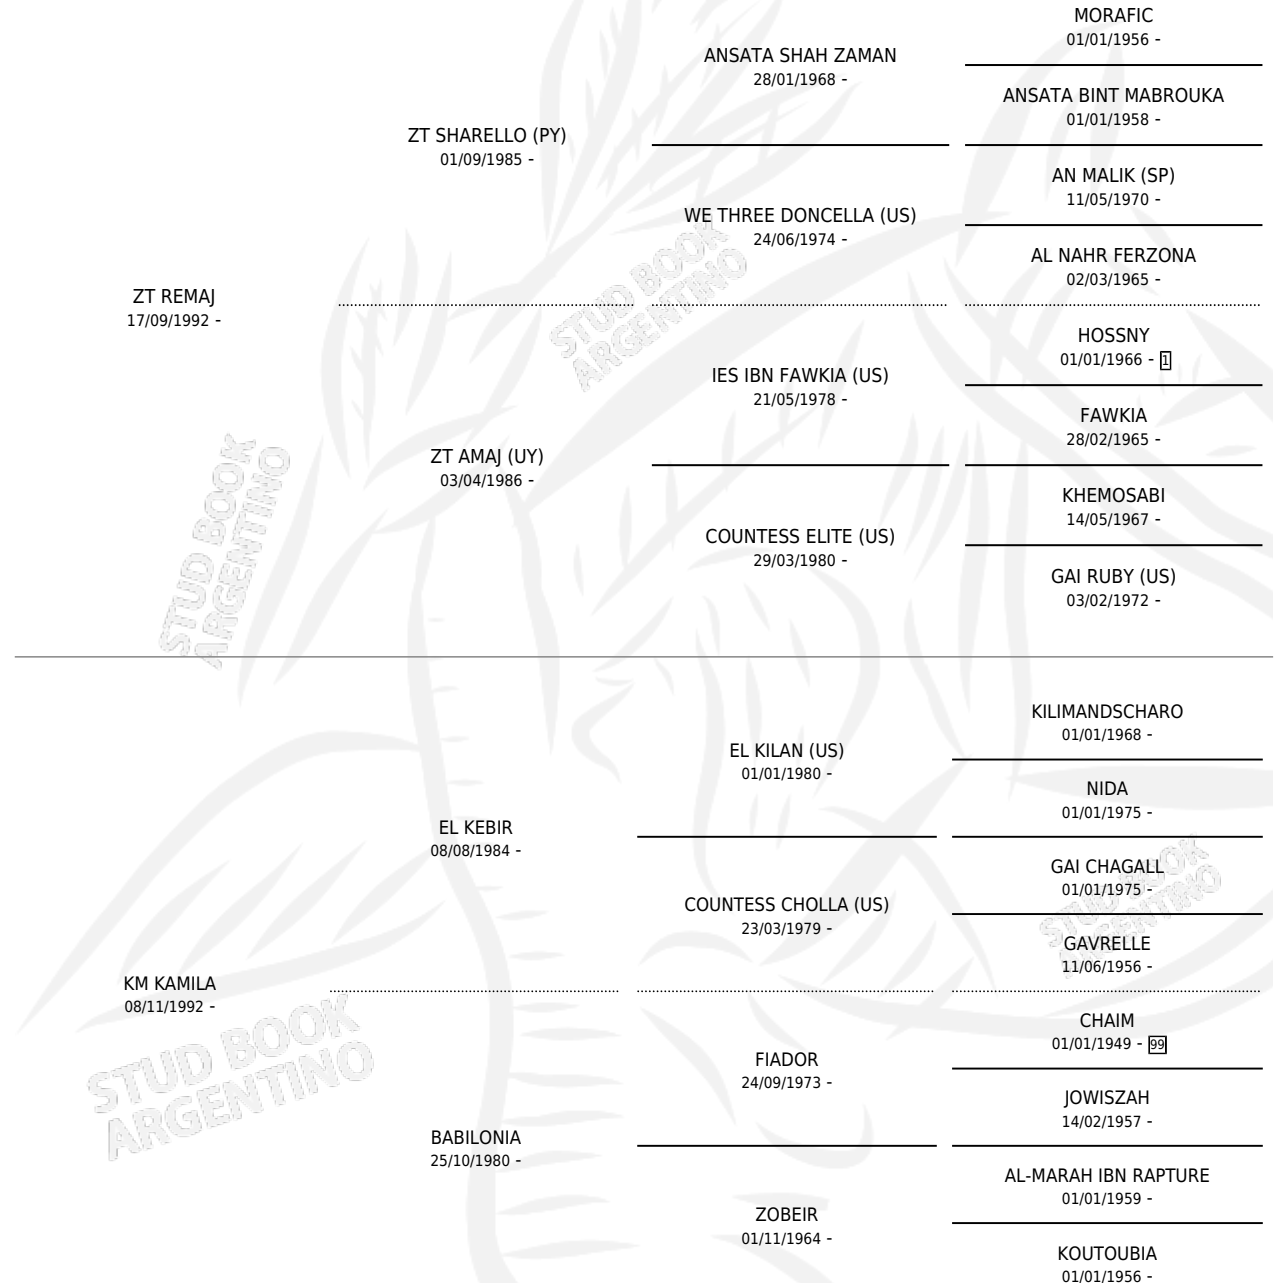 MORAFIC
01/01/1956 -
ANSATA SHAH ZAMAN
28/01/1968 -
ANSATA BINT MABROUKA
01/01/1958 -
ZT SHARELLO (PY)
01/09/1985 -
AN MALIK (SP)
11/05/1970 -
WE THREE DONCELLA (US)
24/06/1974 -
AL NAHR FERZONA
02/03/1965 -
ZT REMAJ
17/09/1992 -
HOSSNY
01/01/1966 - 1
IES IBN FAWKIA (US)
21/05/1978 -
FAWKIA
28/02/1965 -
ZT AMAJ (UY)
03/04/1986 -
KHEMOSABI
14/05/1967 -
COUNTESS ELITE (US)
29/03/1980 -
GAI RUBY (US)
03/02/1972 -
KILIMANDSCHARO
01/01/1968 -
EL KILAN (US)
01/01/1980 -
NIDA
01/01/1975 -
EL KEBIR
08/08/1984 -
GAI CHAGALL
01/01/1975 -
COUNTESS CHOLLA (US)
23/03/1979 -
GAVRELLE
11/06/1956 -
KM KAMILA
08/11/1992 -
CHAIM
01/01/1949 - 99
FIADOR
24/09/1973 -
JOWISZAH
14/02/1957 -
BABILONIA
25/10/1980 -
AL-MARAH IBN RAPTURE
01/01/1959 -
ZOBEIR
01/11/1964 -
KOUTOUBIA
01/01/1956 -
STUD BOOK
ARGENTINO
STUD BOOK
ARGENTINO
STUD BOOK
ARGENTINO
STUD BOOK
ARGENTINO